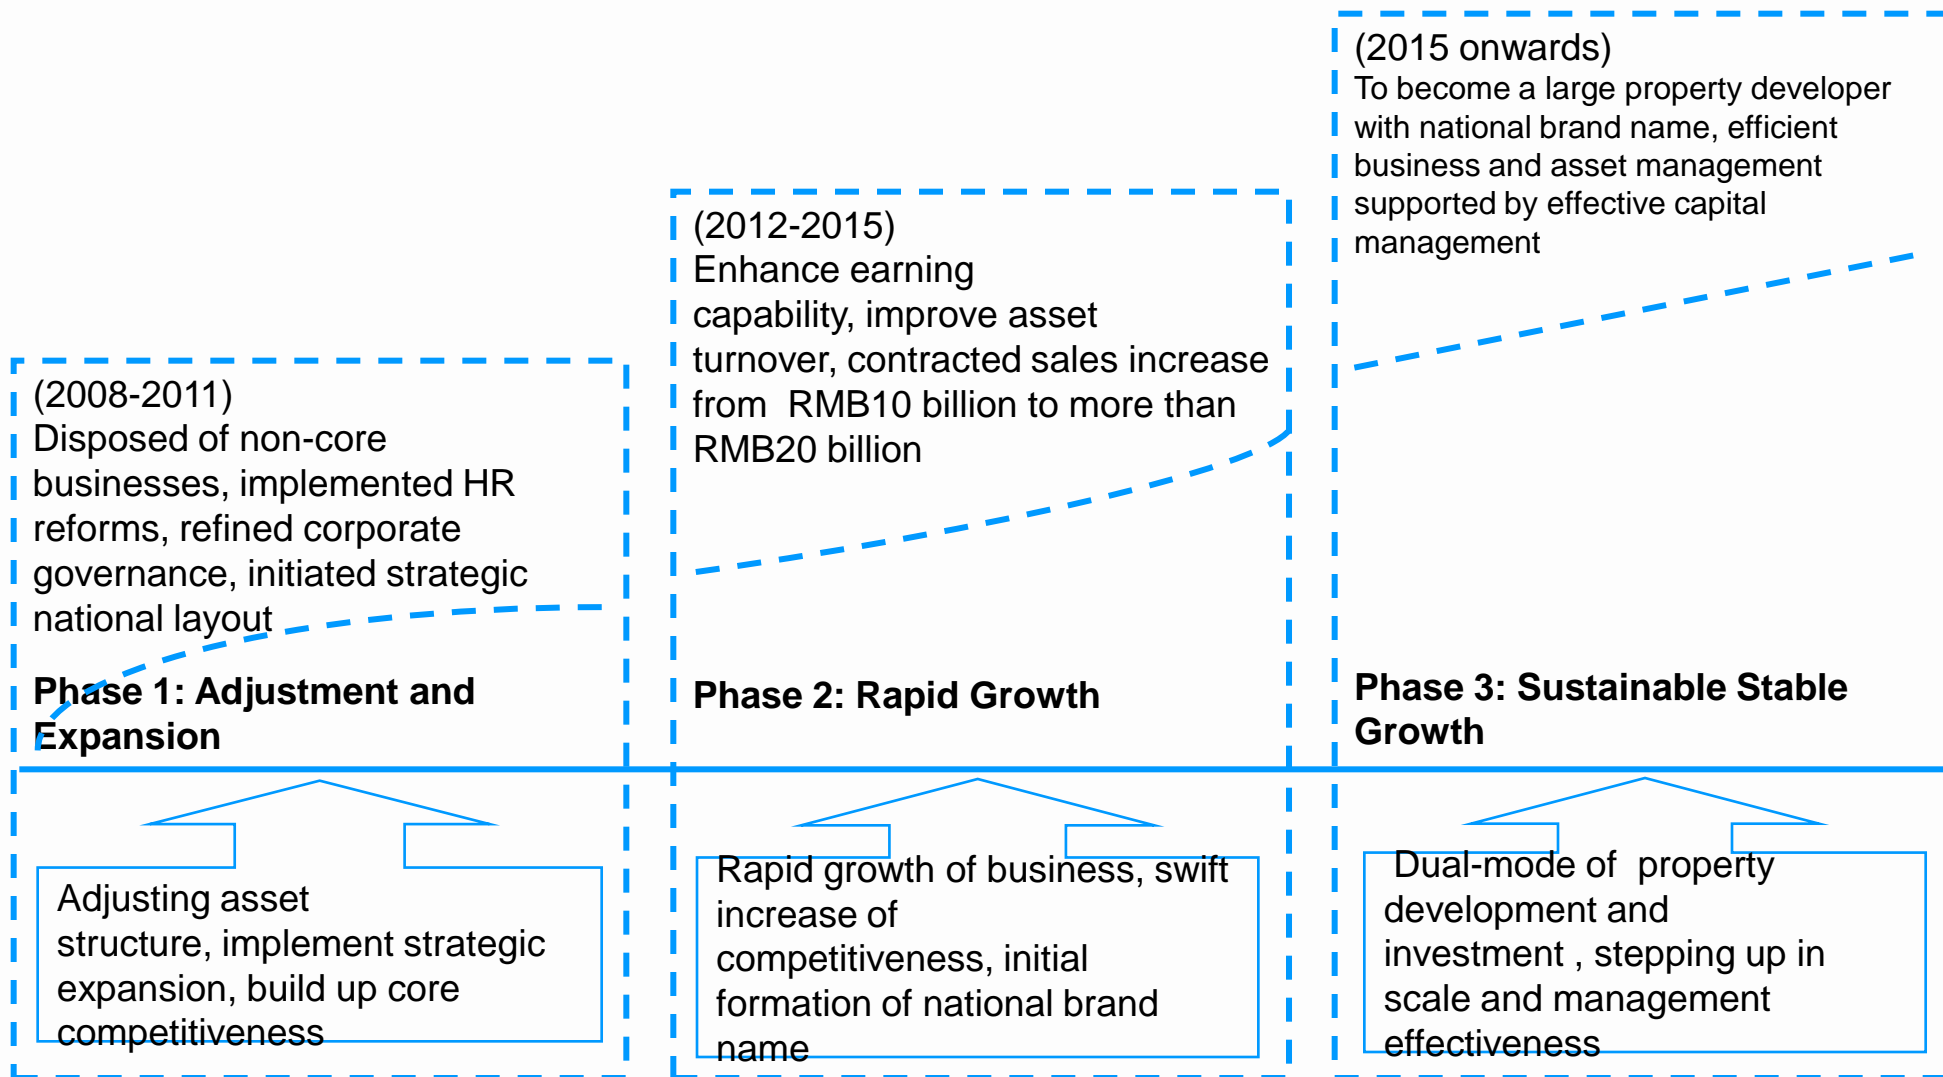 (2008-2011)
Disposed of non-core
businesses, implemented HR
reforms, refined corporate
governance, initiated strategic
national layout
Phase 1: Adjustment and
Expansion
Adjusting asset
structure, implement strategic
expansion, build up core
competitiveness
(2012-2015)
Enhance earning
capability, improve asset
turnover, contracted sales increase
from  RMB10 billion to more than
RMB20 billion
Phase 2: Rapid Growth
Rapid growth of business, swift
increase of
competitiveness, initial
formation of national brand
name
(2015 onwards)
To become a large property developer
with national brand name, efficient
business and asset management
supported by effective capital
management
Phase 3: Sustainable Stable
Growth
Dual-mode of  property
development and
investment , stepping up in
scale and management
effectiveness